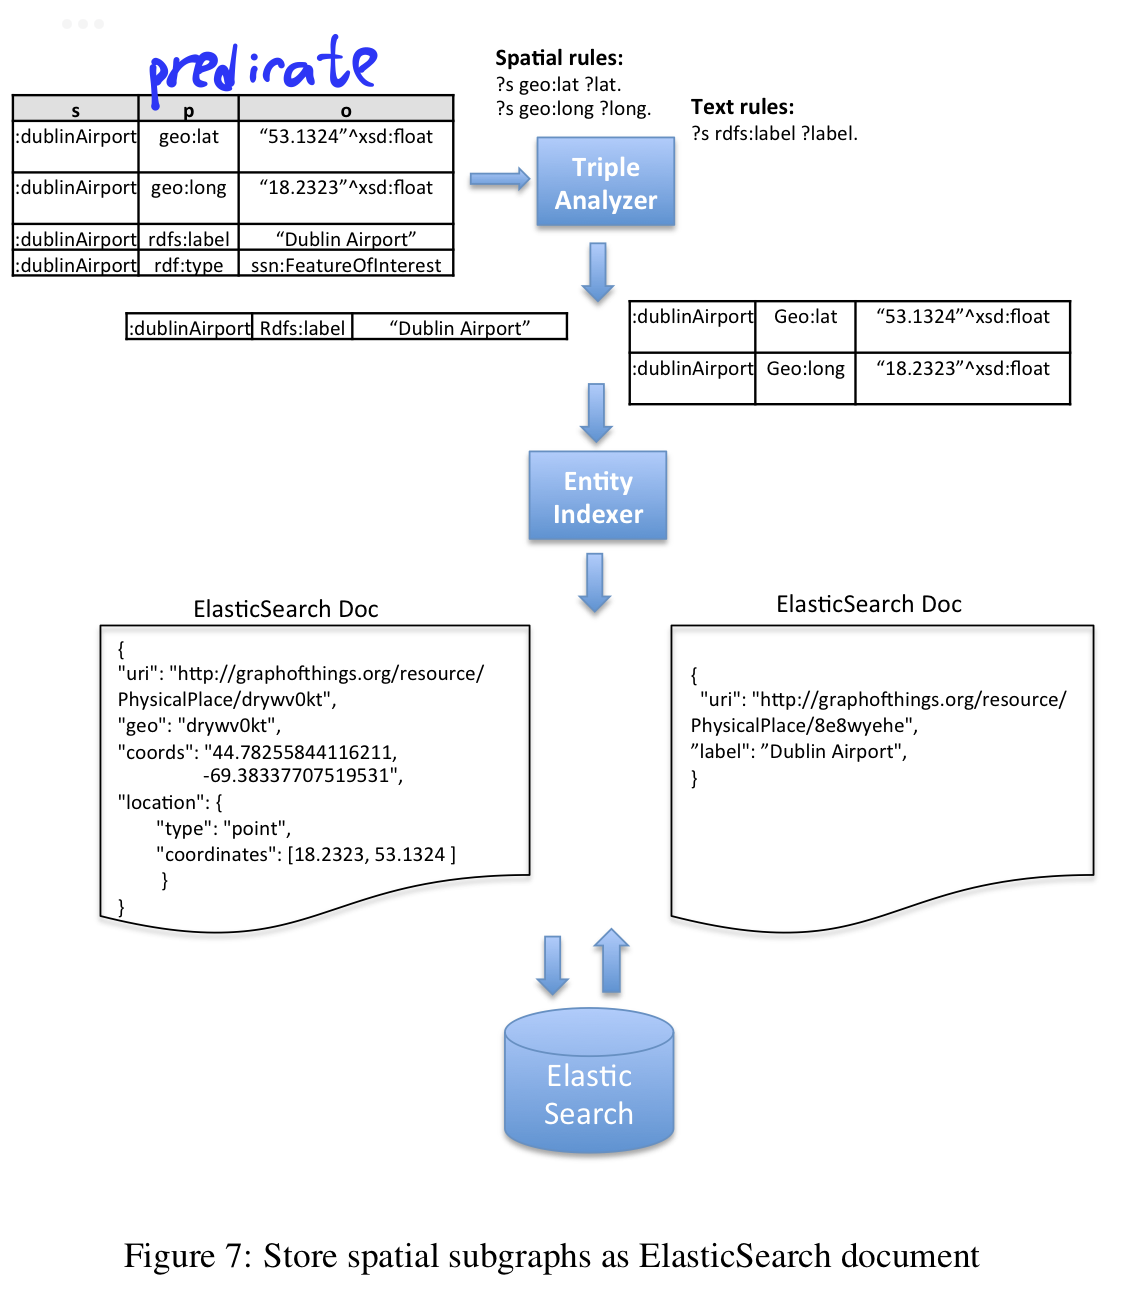 predicate
s p o
:dublinAirport geo:lat “53.1324”^xsd:float
:dublinAirport geo:long “18.2323”^xsd:float
:dublinAirport rdfs:label “Dublin Airport”
:dublinAirport rdf:type ssn:FeatureOfInterest
Spatial rules:
?s geo:lat ?lat.
?s geo:long ?long.
Text rules:
?s rdfs:label ?label.
Triple
Analyzer
:dublinAirport Rdfs:label “Dublin Airport”
:dublinAirport Geo:lat “53.1324”^xsd:float
:dublinAirport Geo:long “18.2323”^xsd:float
Entity
Indexer
ElasticSearch Doc
{
"uri": "http://graphofthings.org/resource/
PhysicalPlace/drywv0kt",
"geo": "drywv0kt",
"coords": "44.78255844116211,
-69.38337707519531",
"location": {
"type": "point",
"coordinates": [18.2323, 53.1324 ]
}
}
ElasticSearch Doc
{
"uri": "http://graphofthings.org/resource/
PhysicalPlace/8e8wyehe",
”label": ”Dublin Airport",
}
Elastic
Search
Figure 7: Store spatial subgraphs as ElasticSearch document